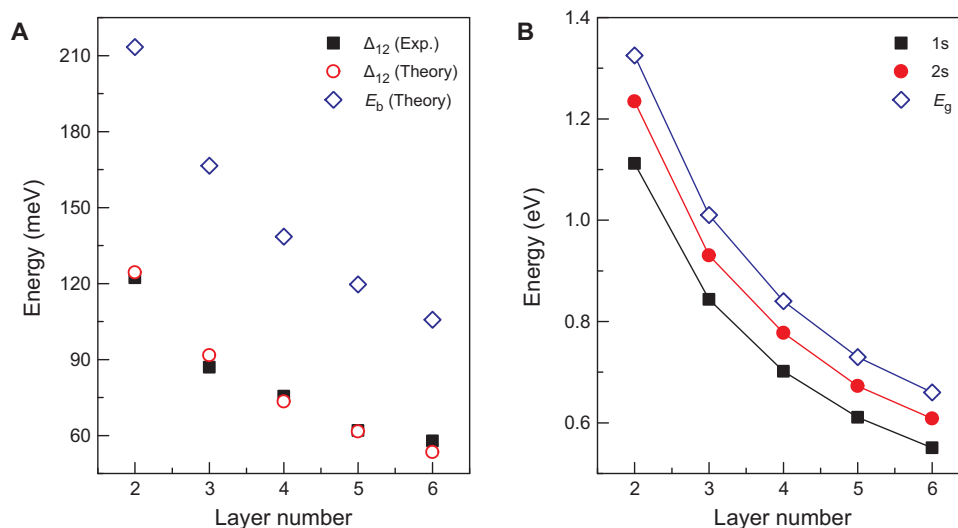 A
210
180
150
120
90
60
Energy (meV)
Δ12 (Exp.)
Δ12 (Theory)
Eb (Theory)
2 3 4 5 6
Layer number
B
1.4
1.2
1.0
0.8
0.6
Energy (eV)
1s
2s
Eg
2 3 4 5 6
Layer number